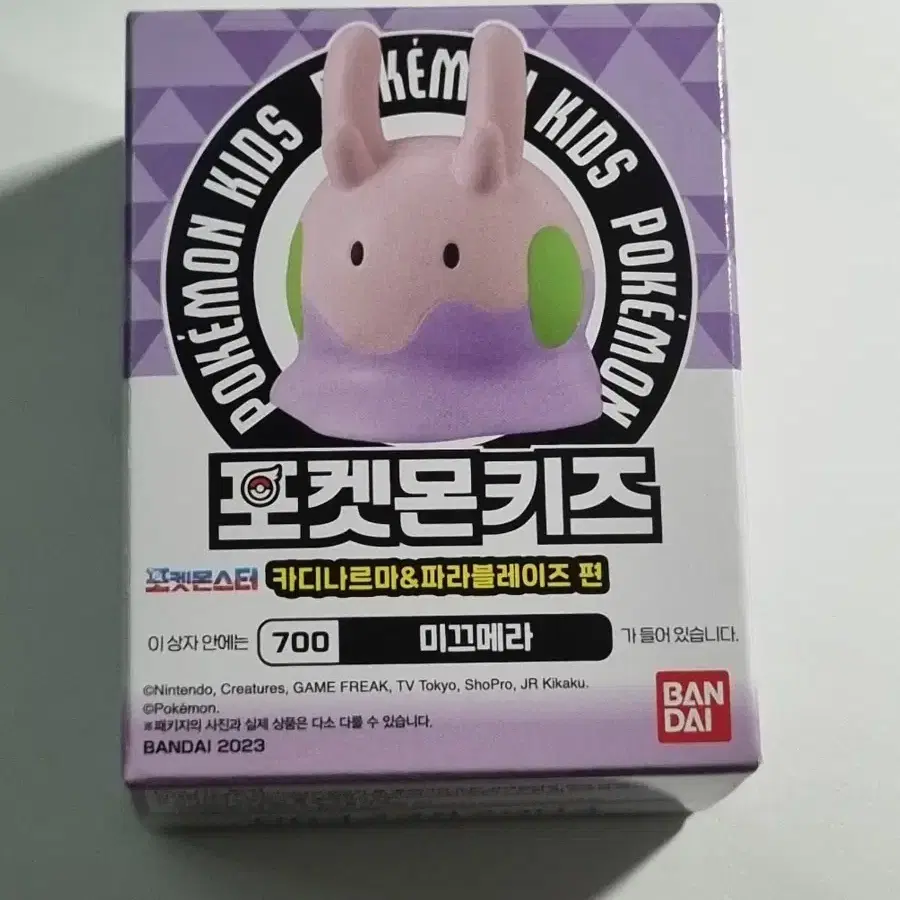 POKÉMON KIDS POKÉMON KIDS POKÉMON
포켓몬키즈
포켓몬스터 카디나르마&파라블레이즈 편
이 상자 안에는 700 미끄메라 가 들어 있습니다.
©Nintendo, Creatures, GAME FREAK, TV Tokyo, ShoPro, JR Kikaku.
©Pokémon.
※패키지의 사진과 실제 상품은 다소 다를 수 있습니다.
BANDAI 2023
BAN
DAI